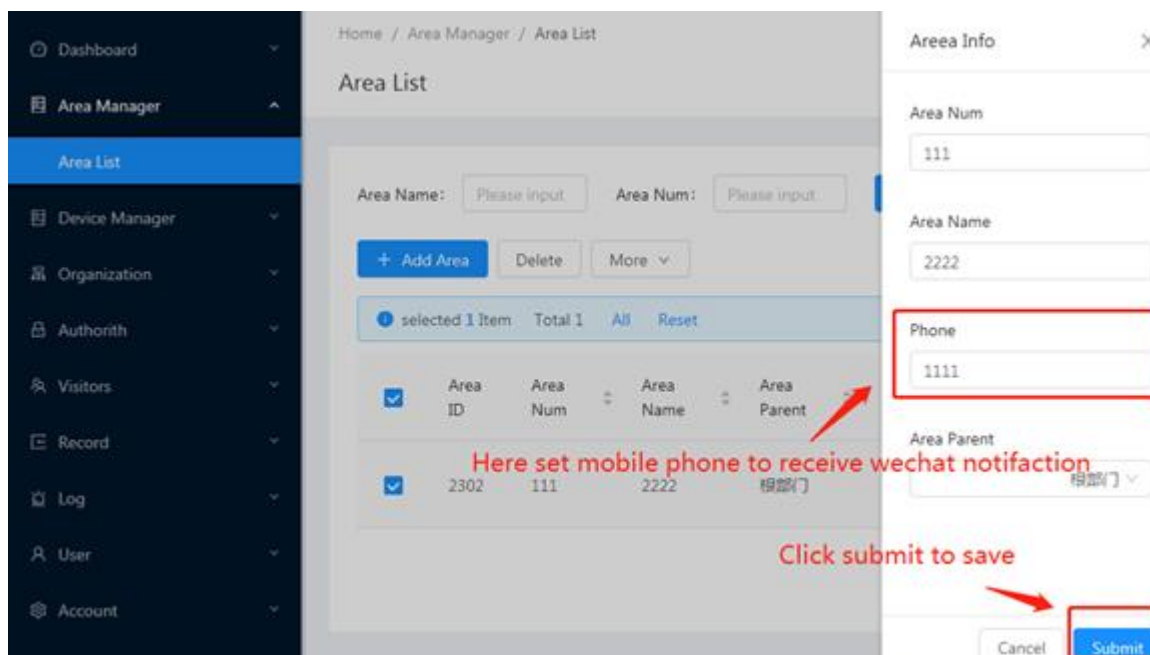 Dashboard
Area Manager
Area List
Device Manager
Organization
Authorith
Visitors
Record
Log
User
Account
Home / Area Manager / Area List
Area List
Area Name: Please input Area Num: Please input
+ Add Area Delete More
selected 1 Item Total 1 All Reset
Area ID Area Num Area Name Area Parent
2302 111 2222 根部门
Here set mobile phone to receive wechat notifaction
Click submit to save
Areea Info
Area Num
111
Area Name
2222
Phone
1111
Area Parent
根部门
Cancel Submit